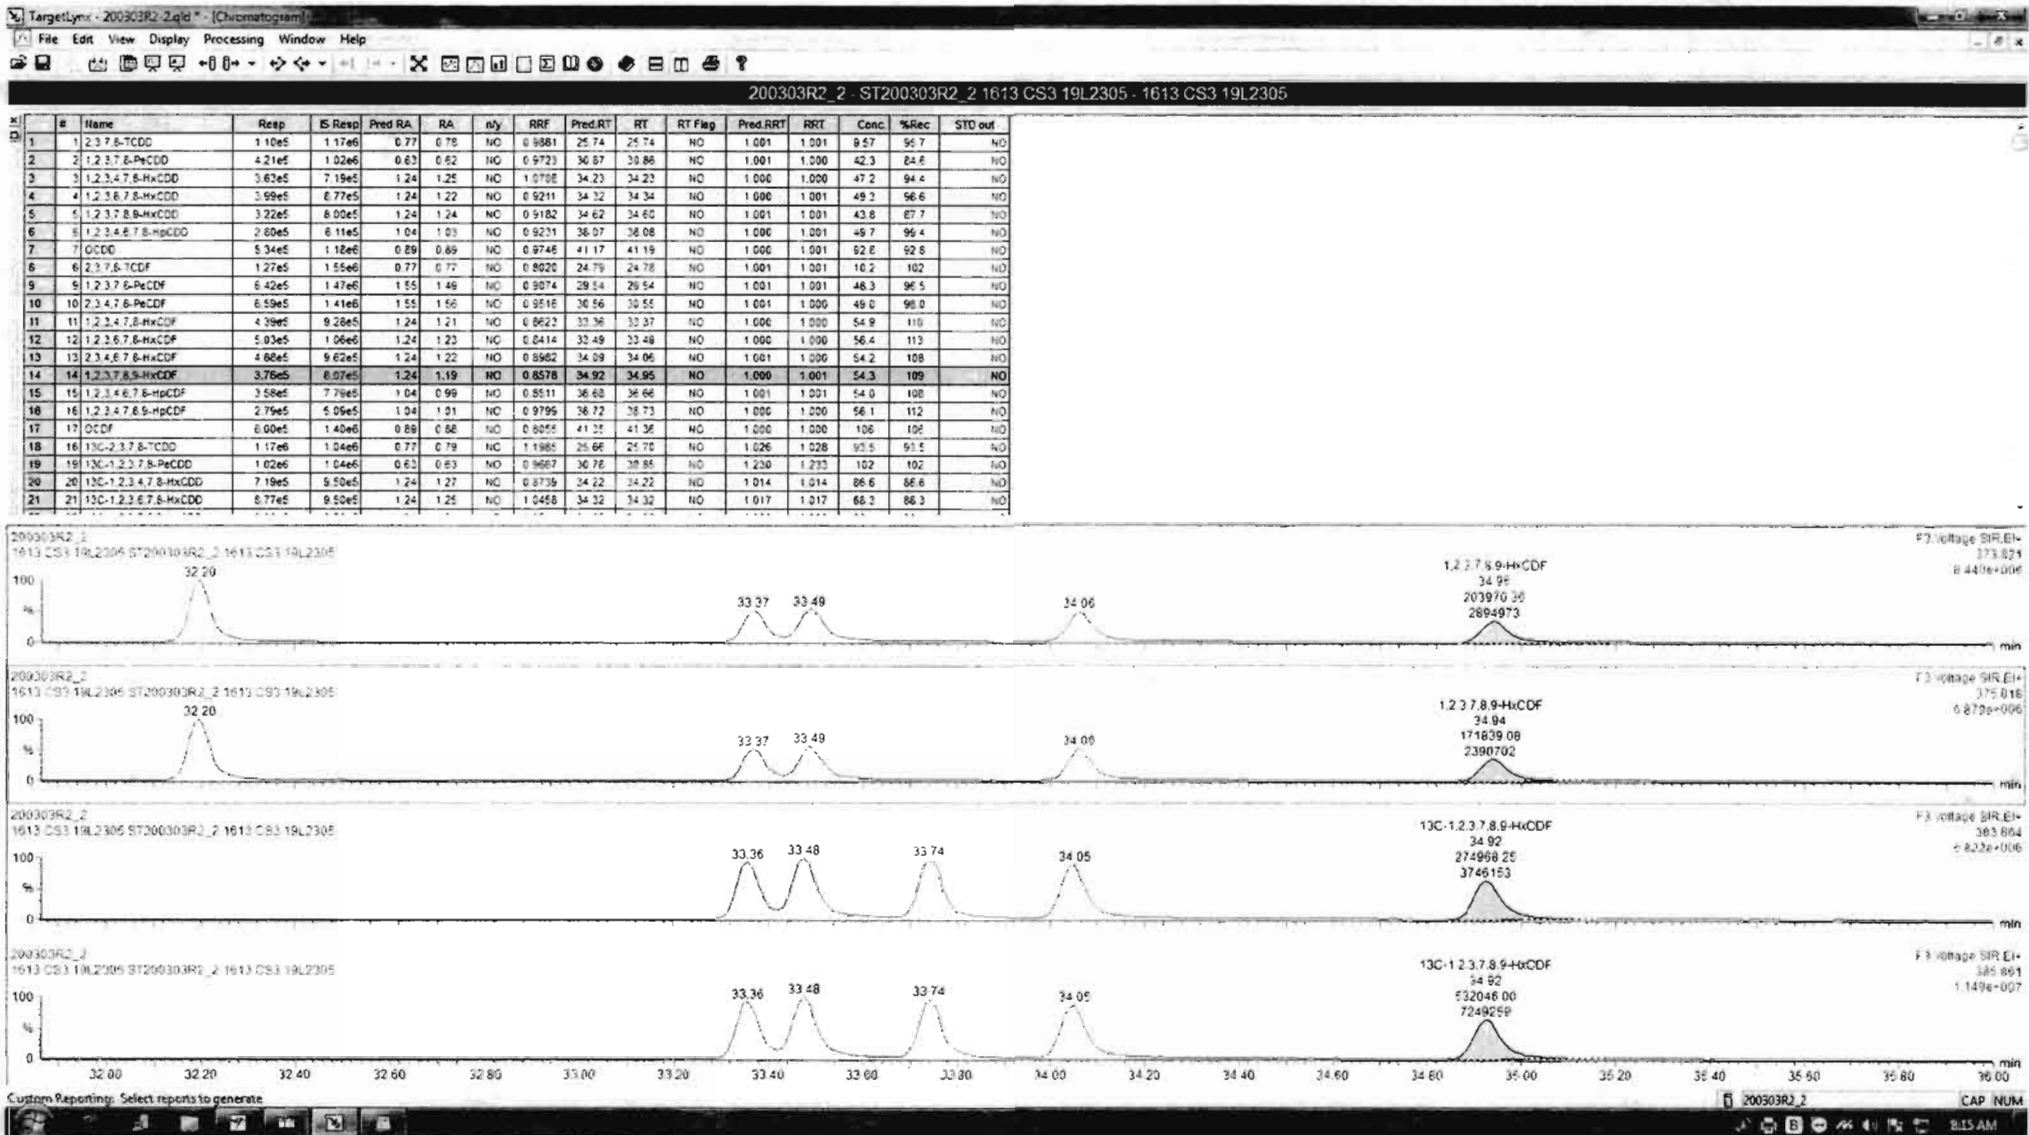 TargetLynx - 200303R2-2.qld * - [Chromatogram]
File Edit View Display Processing Window Help
200303R2_2 - ST200303R2_2 1613 CS3 19L2305 - 1613 CS3 19L2305
# Name Resp IS Resp Pred RA RA n/y RRF Pred.RT RT RT Flag Pred.RRT RRT Conc %Rec STD out
1 1 2,3,7,8-TCDD 1.10e5 1.17e6 0.77 0.78 NO 0.9881 25.74 25.74 NO 1.001 1.001 9.57 95.7 NO
2 2 1,2,3,7,8-PeCDD 4.21e5 1.02e6 0.63 0.62 NO 0.9723 30.87 30.86 NO 1.001 1.000 42.3 84.6 NO
3 3 1,2,3,4,7,8-HxCDD 3.63e5 7.19e5 1.24 1.25 NO 34.23 34.23 NO 1.000 1.000 47.2 94.4 NO
4 4 1,2,3,6,7,8-HxCDD 3.99e5 8.77e5 1.24 1.22 NO 0.9211 34.32 34.34 NO 1.000 1.001 49.3 98.6 NO
5 5 1,2,3,7,8,9-HxCDD 3.22e5 8.00e5 1.24 1.24 NO 0.9182 34.62 34.60 NO 1.001 1.001 43.8 87.7 NO
6 6 1,2,3,4,6,7,8-HpCDD 2.80e5 6.11e5 1.04 1.03 NO 0.9231 38.07 38.08 NO 1.000 1.001 49.7 99.4 NO
7 7 OCDD 5.34e5 1.18e6 0.89 0.89 NO 0.9746 41.17 41.19 NO 1.000 1.001 92.8 92.8 NO
8 8 2,3,7,8-TCDF 1.27e5 1.55e6 0.77 0.77 NO 0.8020 24.79 24.78 NO 1.001 1.001 10.2 102 NO
9 9 1,2,3,7,8-PeCDF 6.42e5 1.47e6 1.55 1.49 NO 0.9074 29.54 29.54 NO 1.001 1.001 48.3 96.5 NO
10 10 2,3,4,7,8-PeCDF 6.59e5 1.41e6 1.55 1.56 NO 0.9516 30.56 30.55 NO 1.001 1.000 49.0 98.0 NO
11 11 1,2,3,4,7,8-HxCDF 4.39e5 9.28e5 1.24 1.21 NO 0.8623 33.36 33.37 NO 1.000 1.000 54.9 110 NO
12 12 1,2,3,6,7,8-HxCDF 5.03e5 1.06e6 1.24 1.23 NO 0.8414 33.49 33.48 NO 1.000 1.000 56.4 113 NO
13 13 2,3,4,6,7,8-HxCDF 4.68e5 9.62e5 1.24 1.22 NO 0.8982 34.09 34.06 NO 1.001 1.000 54.2 108 NO
14 14 1,2,3,7,8,9-HxCDF 3.76e5 8.07e5 1.24 1.19 NO 0.8578 34.92 34.95 NO 1.000 1.001 54.3 109 NO
15 15 1,2,3,4,6,7,8-HpCDF 3.58e5 7.79e5 1.04 0.99 NO 0.8511 36.68 36.66 NO 1.001 1.001 54.0 108 NO
16 16 1,2,3,4,7,8,9-HpCDF 2.79e5 5.09e5 1.04 1.01 NO 0.9799 38.72 38.73 NO 1.000 1.000 56.1 112 NO
17 17 OCDF 6.00e5 1.40e6 0.89 0.88 NO 0.8055 41.35 41.36 NO 1.000 1.000 106 106 NO
18 18 13C-2,3,7,8-TCDD 1.17e6 1.04e6 0.77 0.79 NO 1.1985 25.66 25.70 NO 1.026 1.028 93.5 93.5 NO
19 19 13C-1,2,3,7,8-PeCDD 1.02e6 1.04e6 0.63 0.63 NO 0.9667 30.78 30.85 NO 1.230 1.233 102 102 NO
20 20 13C-1,2,3,4,7,8-HxCDD 7.19e5 9.50e5 1.24 1.27 NO 0.8739 34.22 34.22 NO 1.014 1.014 86.6 86.6 NO
21 21 13C-1,2,3,6,7,8-HxCDD 8.77e5 9.50e5 1.24 1.25 NO 1.0458 34.32 34.32 NO 1.017 1.017 88.3 88.3 NO
200303R2_2
1613 CS3 19L2305 ST200303R2_2 1613 CS3 19L2305
F3:Voltage SIR,EI+
373.821
8.440e+006
1,2,3,7,8,9-HxCDF
34.95
203970.36
2894973
32.20 33.37 33.49 34.06
100
%
0
min
200303R2_2
1613 CS3 19L2305 ST200303R2_2 1613 CS3 19L2305
F3:Voltage SIR,EI+
375.818
6.879e+006
1,2,3,7,8,9-HxCDF
34.94
171839.08
2390702
32.20 33.37 33.49 34.06
100
%
0
min
200303R2_2
1613 CS3 19L2305 ST200303R2_2 1613 CS3 19L2305
F3:Voltage SIR,EI+
383.864
13C-1,2,3,7,8,9-HxCDF
34.92
274968.25
3746153
33.36 33.48 33.74 34.05
100
%
0
min
200303R2_2
1613 CS3 19L2305 ST200303R2_2 1613 CS3 19L2305
F3:Voltage SIR,EI+
385.861
1.149e+007
13C-1,2,3,7,8,9-HxCDF
34.92
532046.00
7249259
33.36 33.48 33.74 34.05
100
%
0
min
32.00 32.20 32.40 32.60 32.80 33.00 33.20 33.40 33.60 33.80 34.00 34.20 34.40 34.60 34.80 35.00 35.20 35.40 35.60 35.80 36.00
Custom Reporting: Select reports to generate
200303R2_2 CAP NUM
8:15 AM